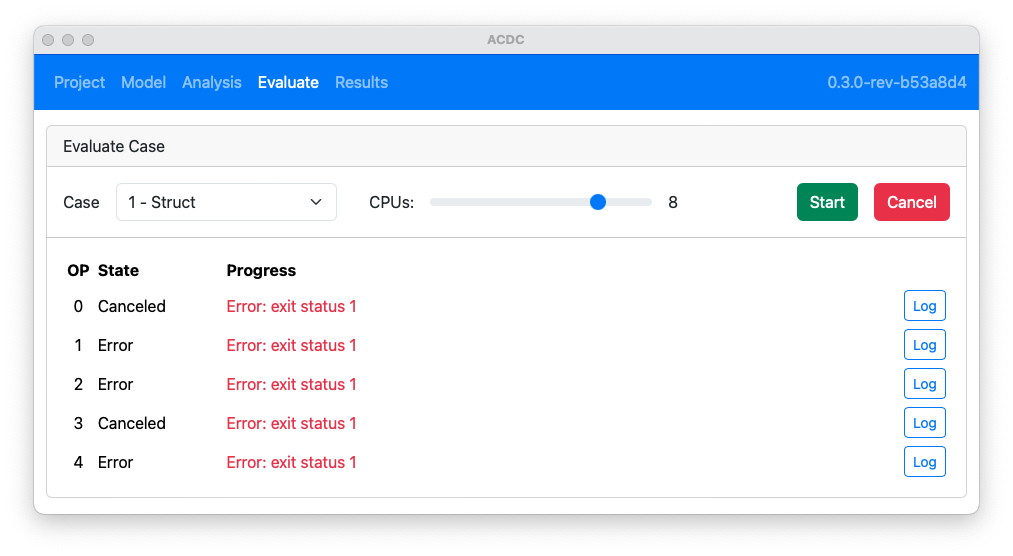 ACDC
Project Model Analysis Evaluate Results 0.3.0-rev-b53a8d4
Evaluate Case
Case 1 - Struct CPUs: 8 Start Cancel
OP State Progress
0 Canceled Error: exit status 1 Log
1 Error Error: exit status 1 Log
2 Error Error: exit status 1 Log
3 Canceled Error: exit status 1 Log
4 Error Error: exit status 1 Log